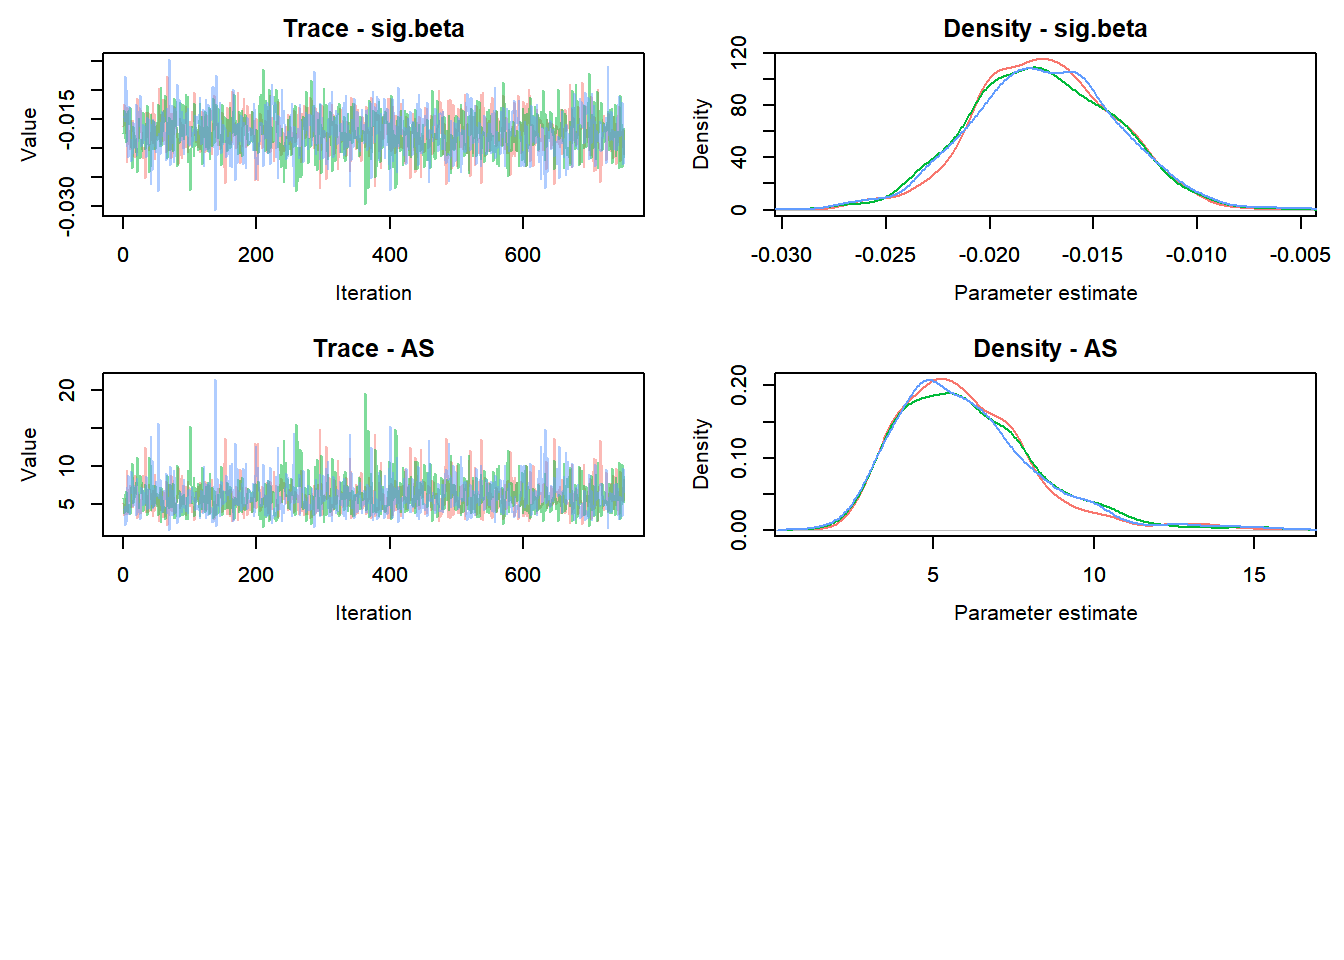 Trace - sig.beta
Value
-0.015
-0.030
0 200 400 600
Iteration
Density - sig.beta
Density
120
80
40
0
-0.030 -0.025 -0.020 -0.015 -0.010 -0.005
Parameter estimate
Trace - AS
Value
20
10
5
0 200 400 600
Iteration
Density - AS
Density
0.20
0.10
0.00
5 10 15
Parameter estimate